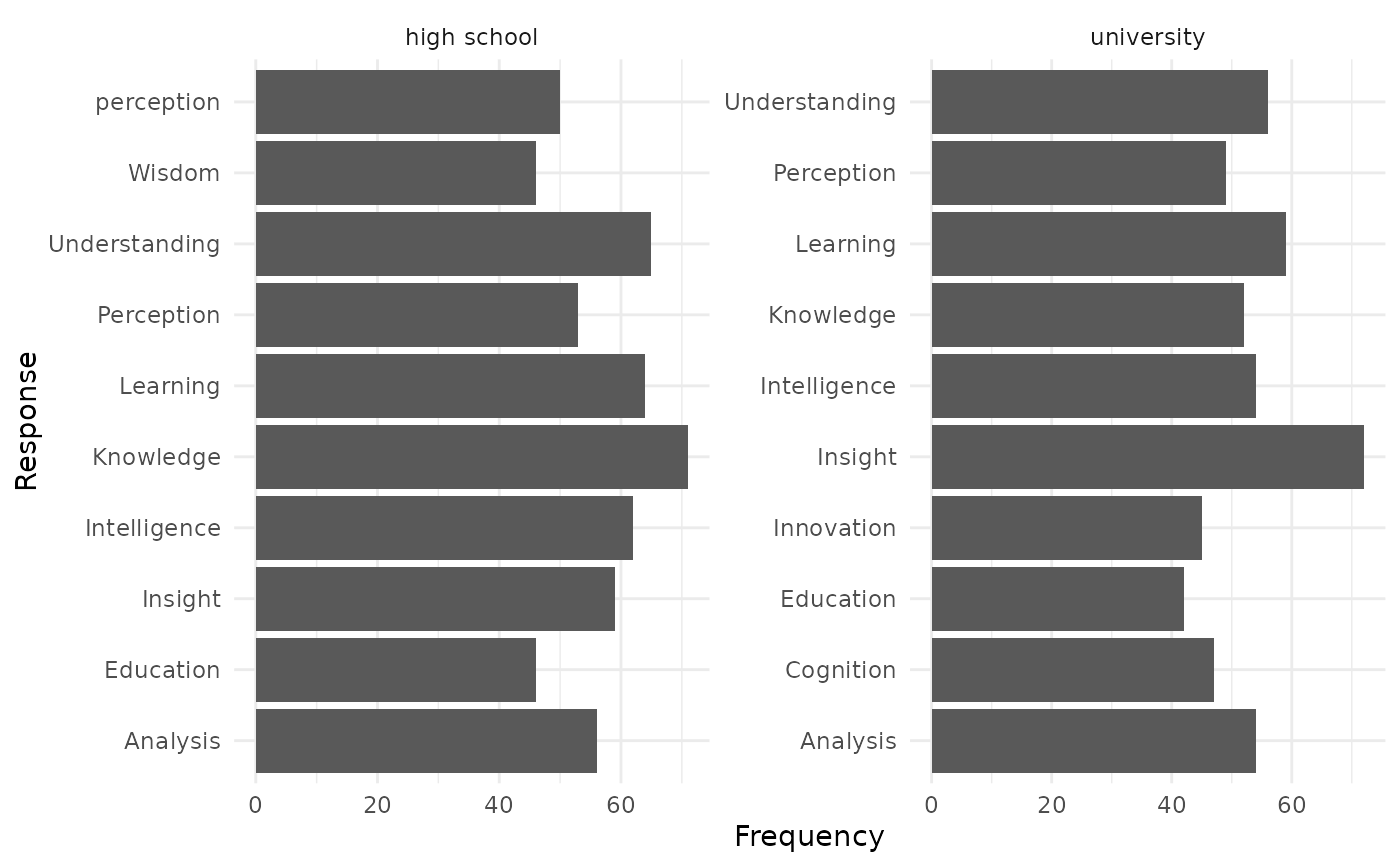 high school
university
perception
Wisdom
Understanding
Perception
Learning
Knowledge
Intelligence
Insight
Education
Analysis
Understanding
Perception
Learning
Knowledge
Intelligence
Insight
Innovation
Education
Cognition
Analysis
Response
0 20 40 60
0 20 40 60
Frequency